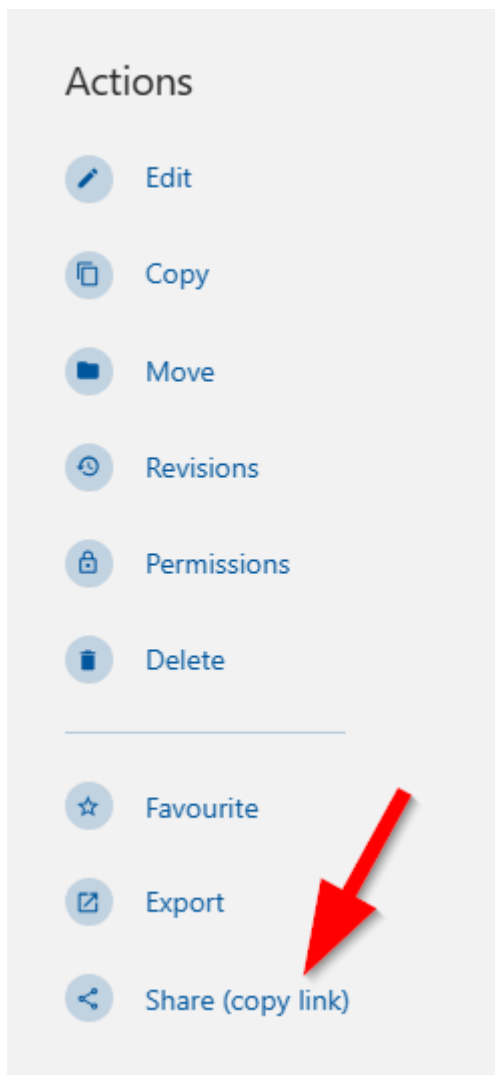 Actions
Edit
Copy
Move
Revisions
Permissions
Delete
Favourite
Export
Share (copy link)